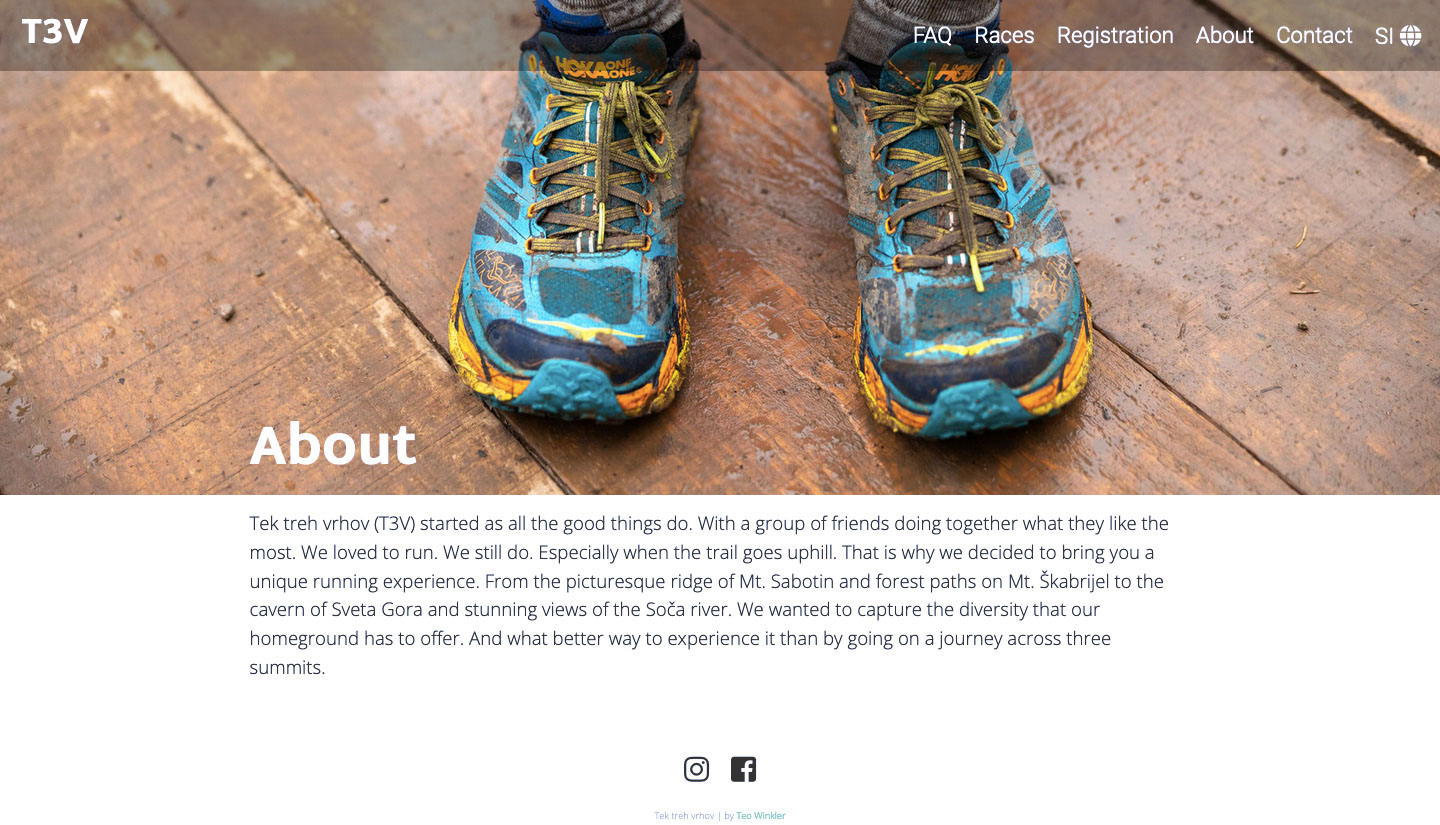 T3V
FAQ Races Registration About Contact SI
HOKA ONE ONE
HOK
About
Tek treh vrhov (T3V) started as all the good things do. With a group of friends doing together what they like the
most. We loved to run. We still do. Especially when the trail goes uphill. That is why we decided to bring you a
unique running experience. From the picturesque ridge of Mt. Sabotin and forest paths on Mt. Škabrijel to the
cavern of Sveta Gora and stunning views of the Soča river. We wanted to capture the diversity that our
homeground has to offer. And what better way to experience it than by going on a journey across three
summits.
Tek treh vrhov | by Teo Winkler